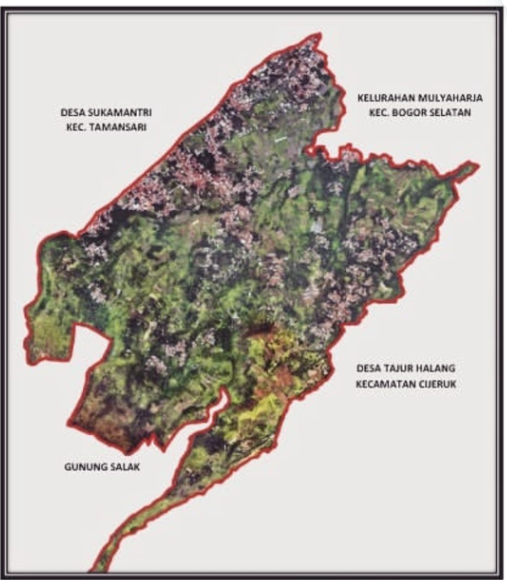 DESA SUKAMANTRI
KEC. TAMANSARI
KELURAHAN MULYAHARJA
KEC. BOGOR SELATAN
DESA TAJUR HALANG
KECAMATAN CIJERUK
GUNUNG SALAK